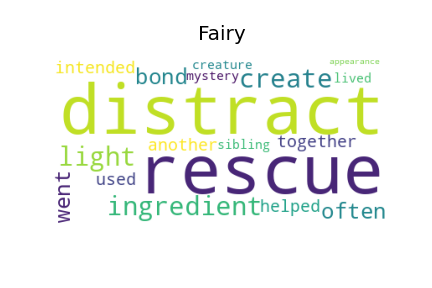 Fairy
appearance
creature
intended
bond
mystery
create
lived
distract
another
sibling
together
light
rescue
used
went
ingredient
helped
often